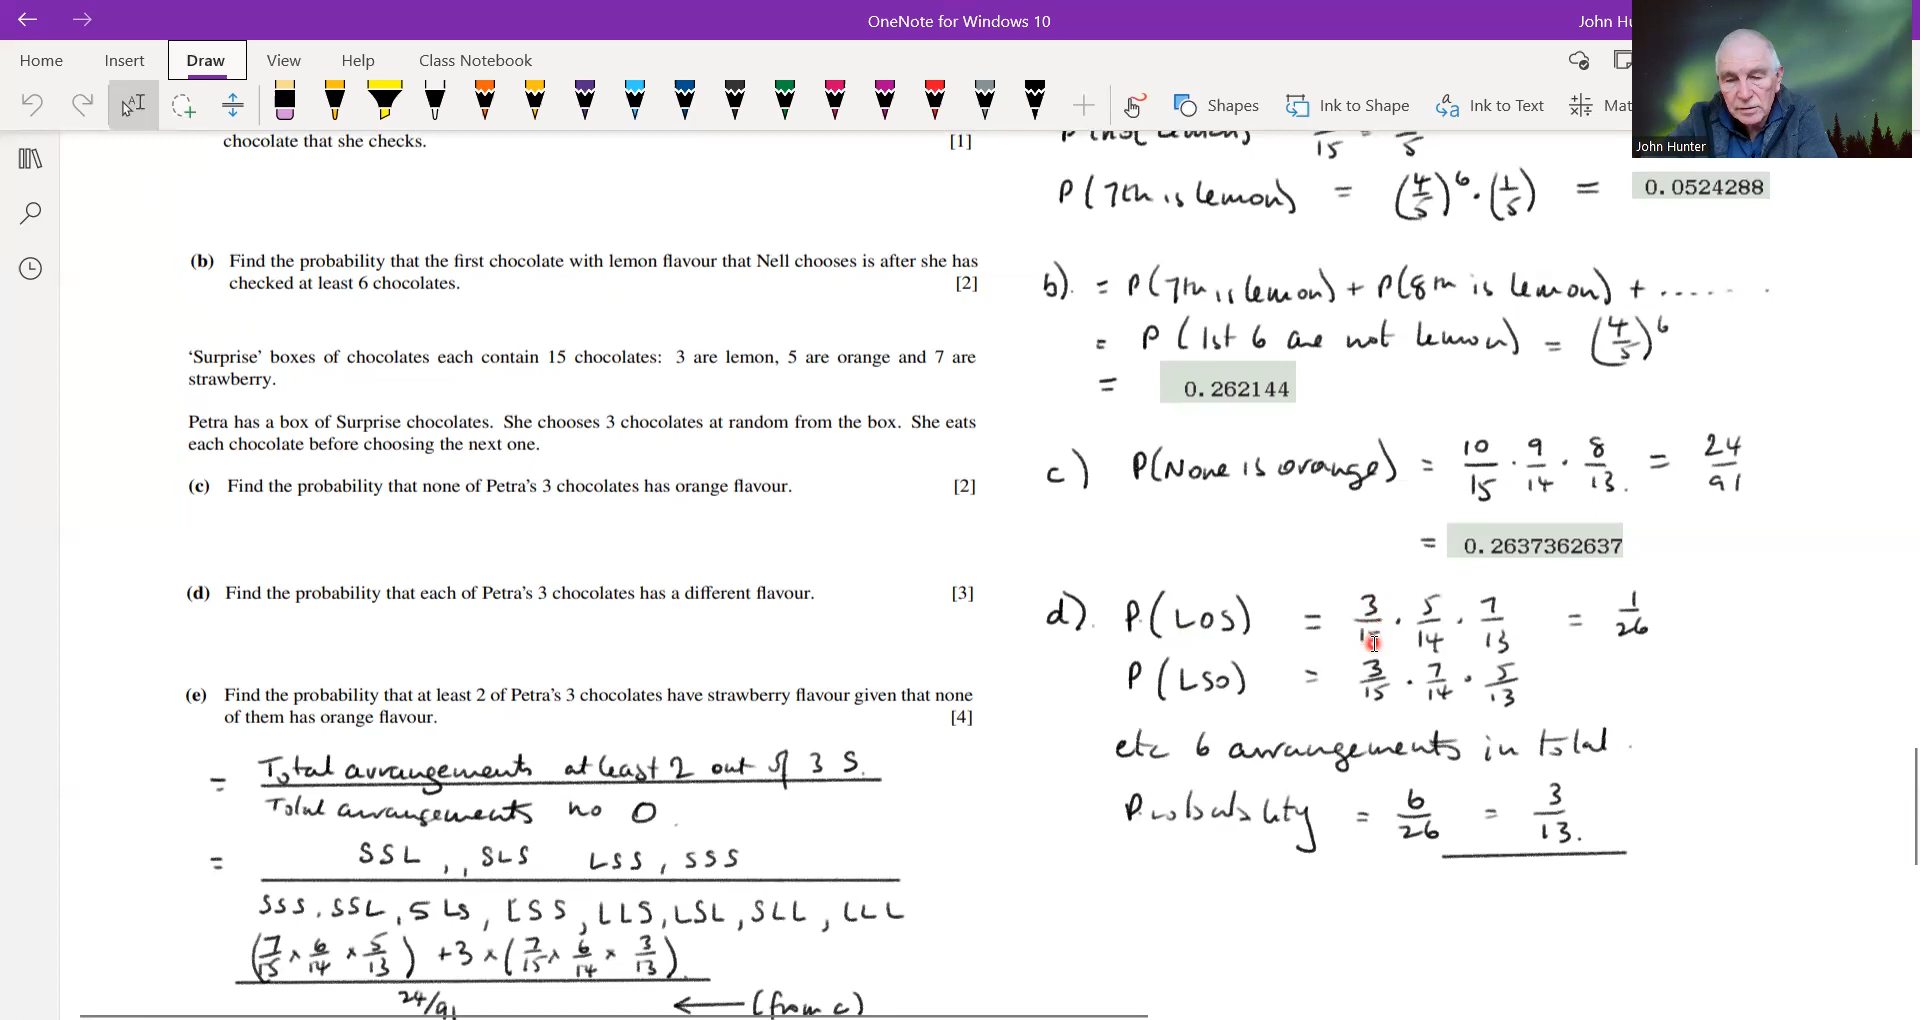 OneNote for Windows 10
John Hu
Home Insert Draw View Help Class Notebook
Shapes Ink to Shape Ink to Text Mat
John Hunter
chocolate that she checks. [1]
(b) Find the probability that the first chocolate with lemon flavour that Nell chooses is after she has
checked at least 6 chocolates. [2]
'Surprise' boxes of chocolates each contain 15 chocolates: 3 are lemon, 5 are orange and 7 are
strawberry.
Petra has a box of Surprise chocolates. She chooses 3 chocolates at random from the box. She eats
each chocolate before choosing the next one.
(c) Find the probability that none of Petra's 3 chocolates has orange flavour. [2]
(d) Find the probability that each of Petra's 3 chocolates has a different flavour. [3]
(e) Find the probability that at least 2 of Petra's 3 chocolates have strawberry flavour given that none
of them has orange flavour. [4]
= Total arrangements at least 2 out of 3 S.
Total arrangements no O.
= SSL, SLS LSS, SSS
SSS, SSL, SLS, LSS, LLS, LSL, SLL, LLL
(7/15 × 6/14 × 5/13) + 3 × (7/15 × 6/14 × 3/13).
24/91 ← (from c)
P(not lemon) 15 = 5
P(7th is lemon) = (4/5)^6 · (1/5) = 0.0524288
b). = P(7th is lemon) + P(8th is lemon) + ......
= P(1st 6 are not lemon) = (4/5)^6
= 0.262144
c) P(None is orange) = 10/15 · 9/14 · 8/13. = 24/91
= 0.2637362637
d). P(LOS) = 3/15 · 5/14 · 7/13 = 1/26
P(LSO) = 3/15 · 7/14 · 5/13
etc 6 arrangements in total.
Probability = 6/26 = 3/13.